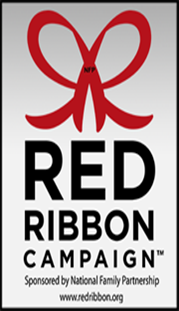 NFP
RED
RIBBON
CAMPAIGN™
Sponsored by National Family Partnership
www.redribbon.org